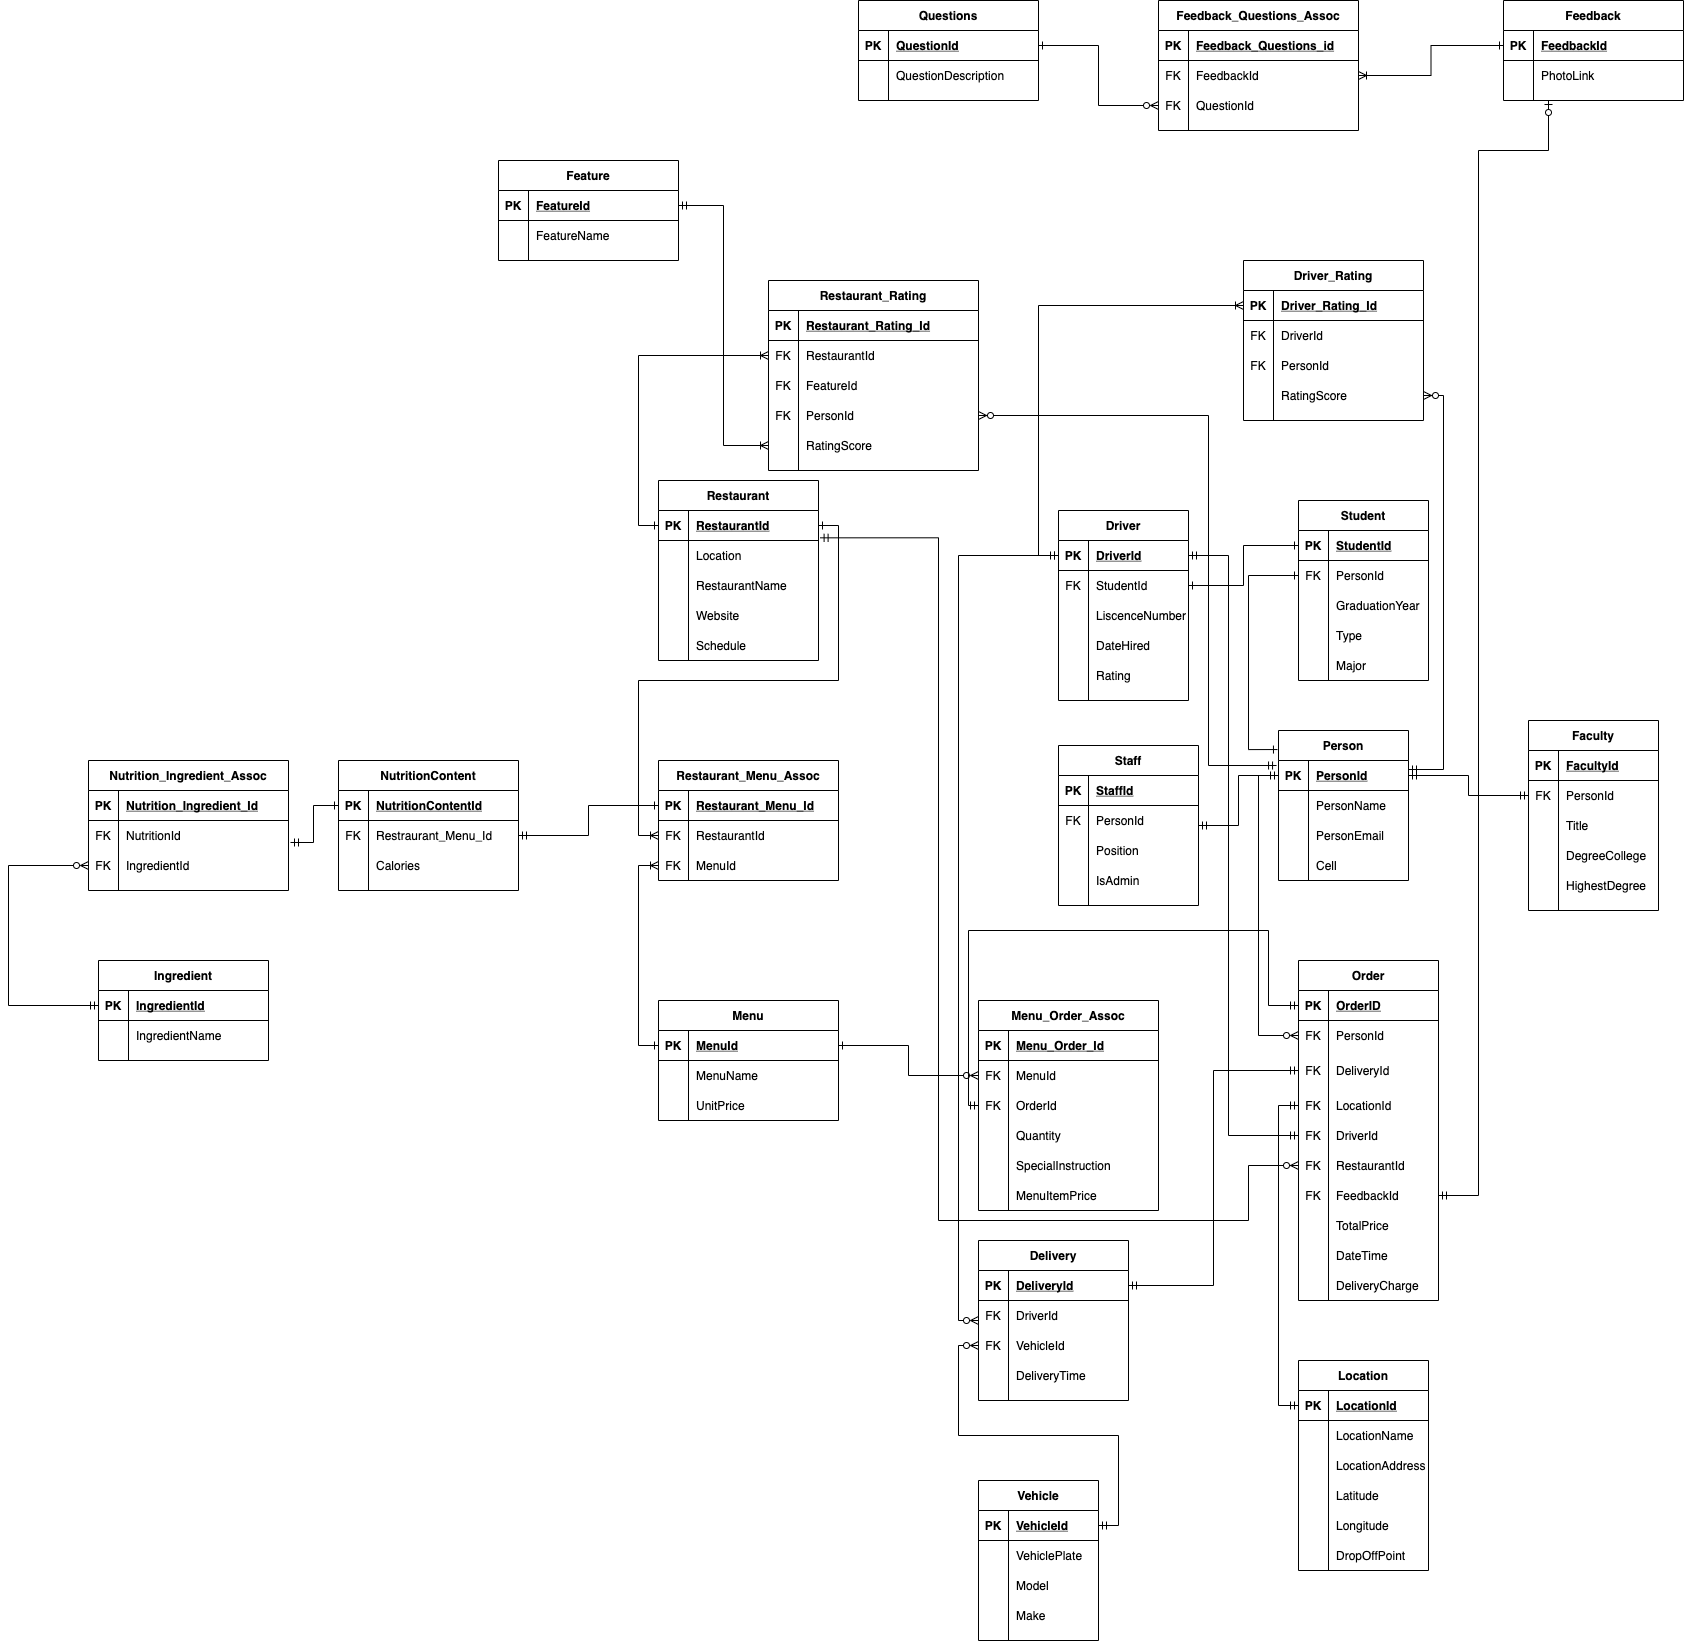 Questions
PK QuestionId
QuestionDescription
Feedback_Questions_Assoc
PK Feedback_Questions_id
FK FeedbackId
FK QuestionId
Feedback
PK FeedbackId
PhotoLink
Feature
PK FeatureId
FeatureName
Restaurant_Rating
PK Restaurant_Rating_Id
FK RestaurantId
FK FeatureId
FK PersonId
RatingScore
Driver_Rating
PK Driver_Rating_Id
FK DriverId
FK PersonId
RatingScore
Restaurant
PK RestaurantId
Location
RestaurantName
Website
Schedule
Driver
PK DriverId
FK StudentId
LiscenceNumber
DateHired
Rating
Student
PK StudentId
FK PersonId
GraduationYear
Type
Major
Nutrition_Ingredient_Assoc
PK Nutrition_Ingredient_Id
FK NutritionId
FK IngredientId
NutritionContent
PK NutritionContentId
FK Restraurant_Menu_Id
Calories
Restaurant_Menu_Assoc
PK Restaurant_Menu_Id
FK RestaurantId
FK MenuId
Staff
PK StaffId
FK PersonId
Position
IsAdmin
Person
PK PersonId
PersonName
PersonEmail
Cell
Faculty
PK FacultyId
FK PersonId
Title
DegreeCollege
HighestDegree
Ingredient
PK IngredientId
IngredientName
Menu
PK MenuId
MenuName
UnitPrice
Menu_Order_Assoc
PK Menu_Order_Id
FK MenuId
FK OrderId
Quantity
SpecialInstruction
MenuItemPrice
Order
PK OrderID
FK PersonId
FK DeliveryId
FK LocationId
FK DriverId
FK RestaurantId
FK FeedbackId
TotalPrice
DateTime
DeliveryCharge
Delivery
PK DeliveryId
FK DriverId
FK VehicleId
DeliveryTime
Location
PK LocationId
LocationName
LocationAddress
Latitude
Longitude
DropOffPoint
Vehicle
PK VehicleId
VehiclePlate
Model
Make